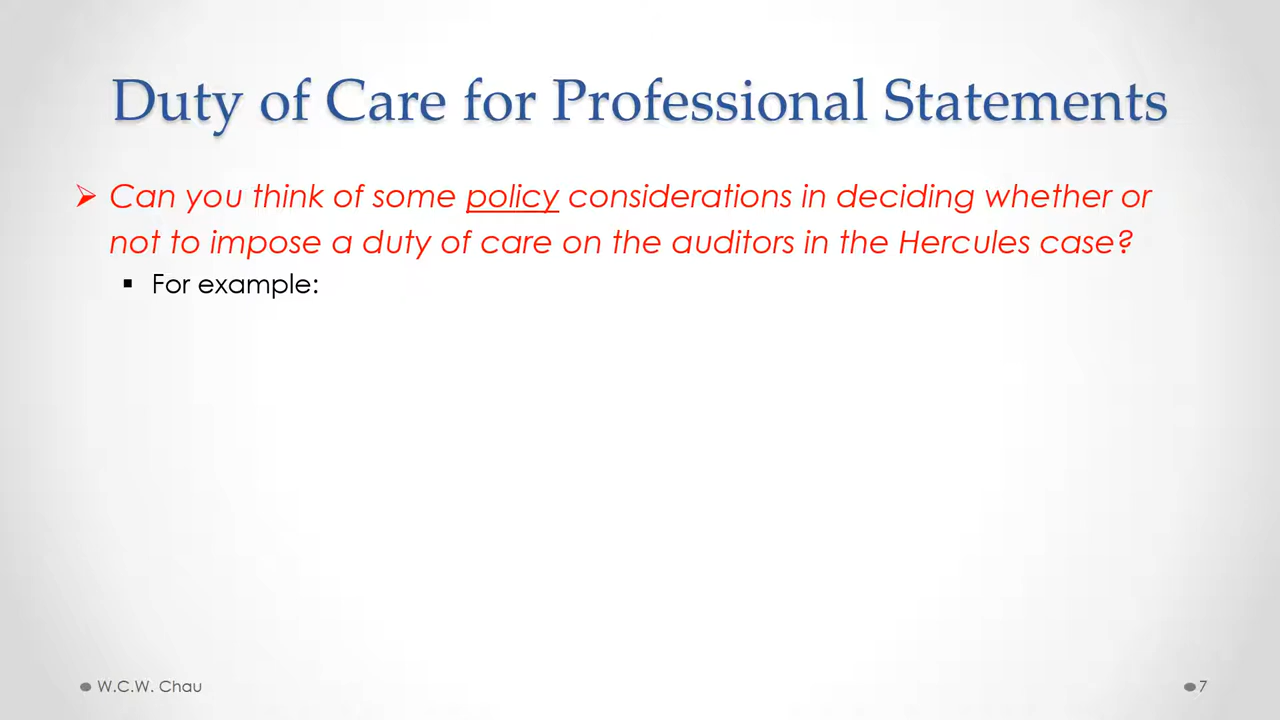 Duty of Care for Professional Statements
Can you think of some policy considerations in deciding whether or
not to impose a duty of care on the auditors in the Hercules case?
For example:
W.C.W. Chau
7